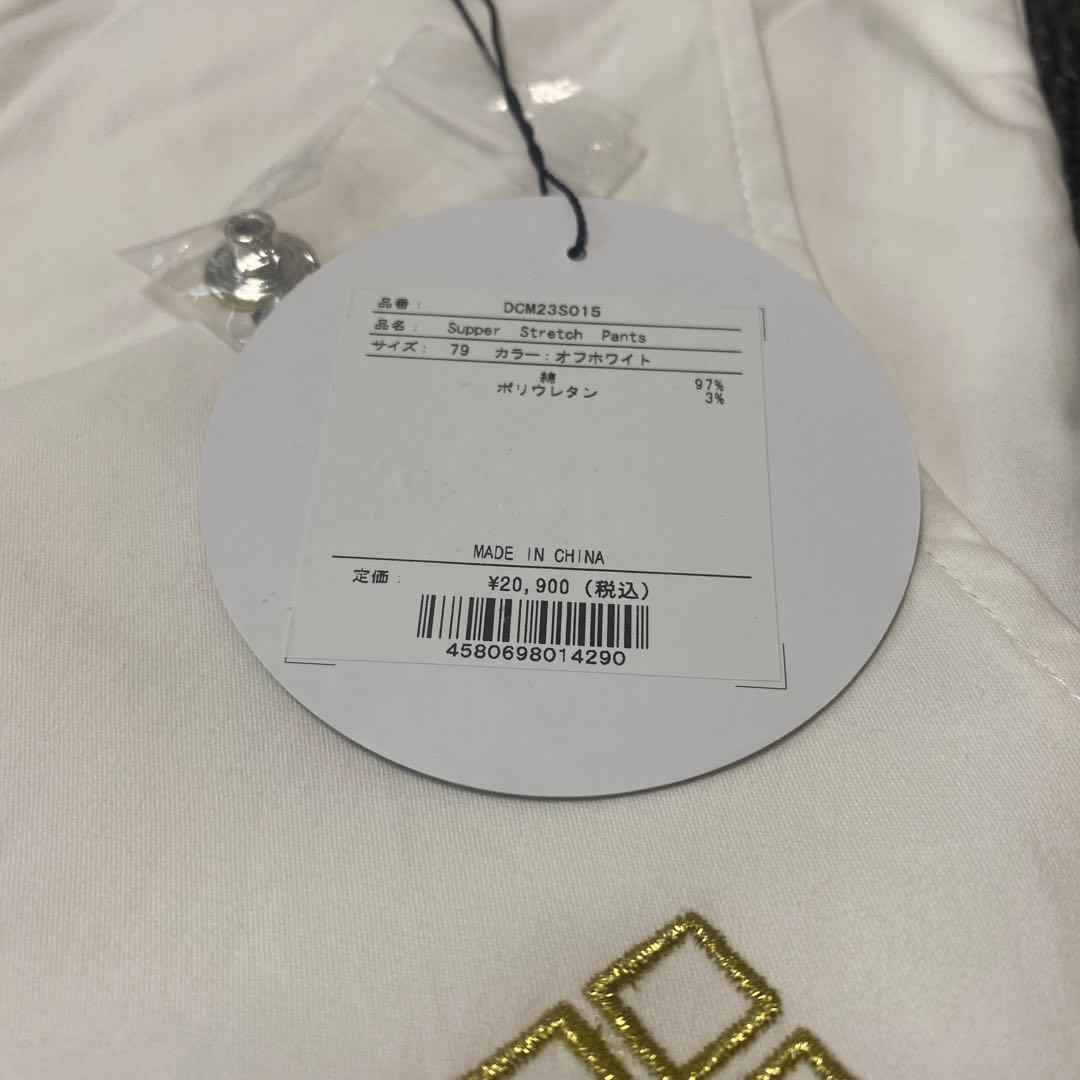 品番： DCM23S015
品名： Supper Stretch Pants
サイズ： 79 カラー：オフホワイト
綿 97%
ポリウレタン 3%
MADE IN CHINA
定価： ¥20,900（税込）
4580698014290